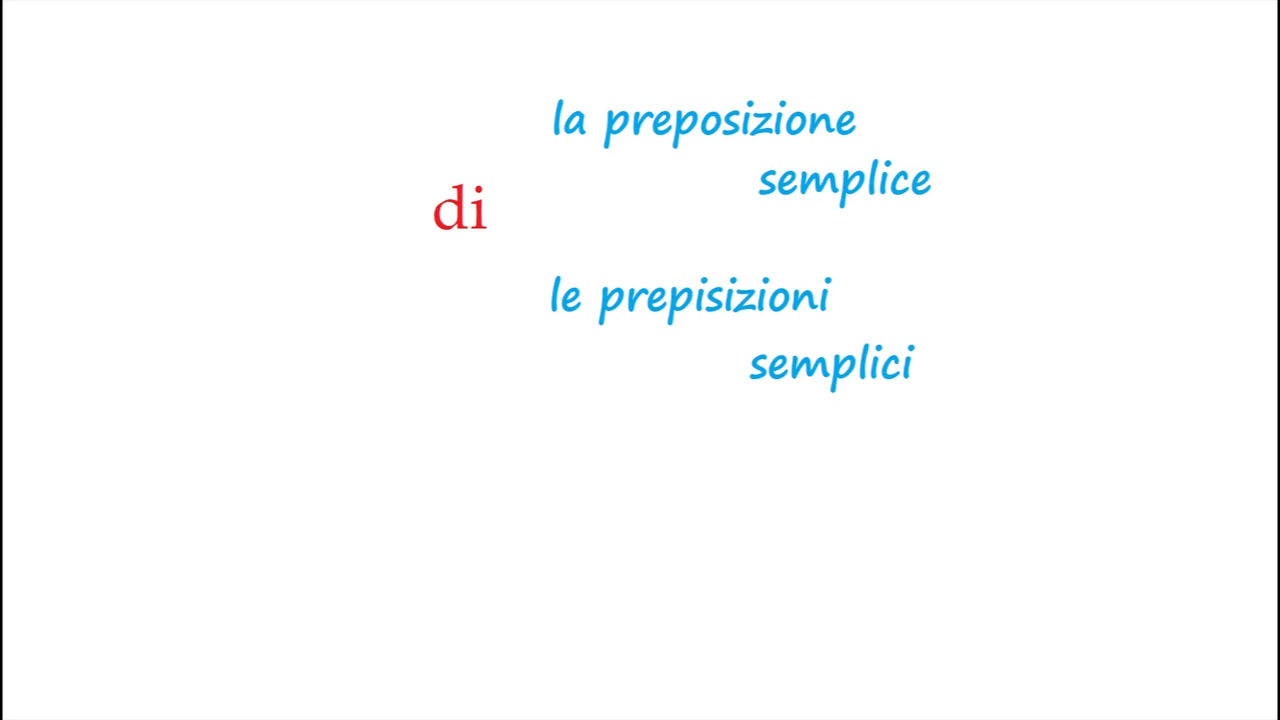 la preposizione
semplice
di
le prepisizioni
semplici